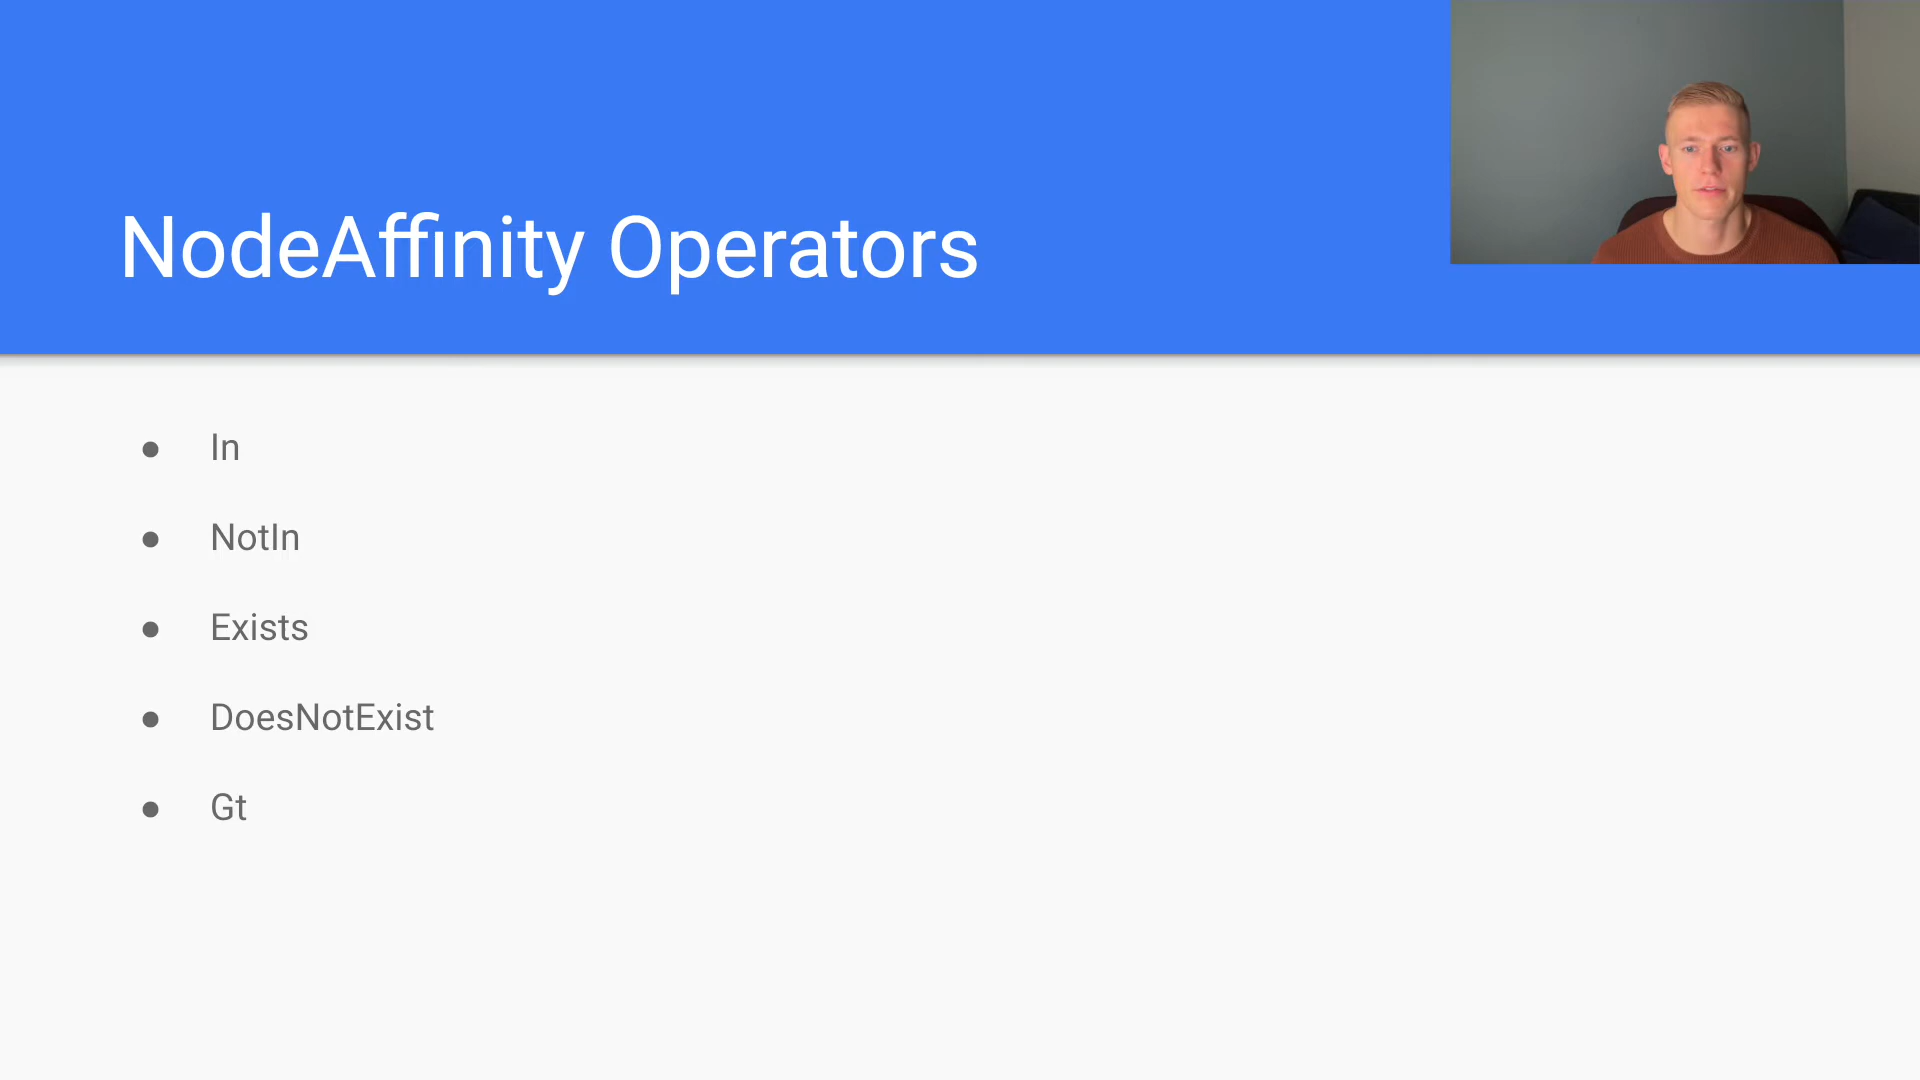 NodeAffinity Operators
● In
● NotIn
● Exists
● DoesNotExist
● Gt